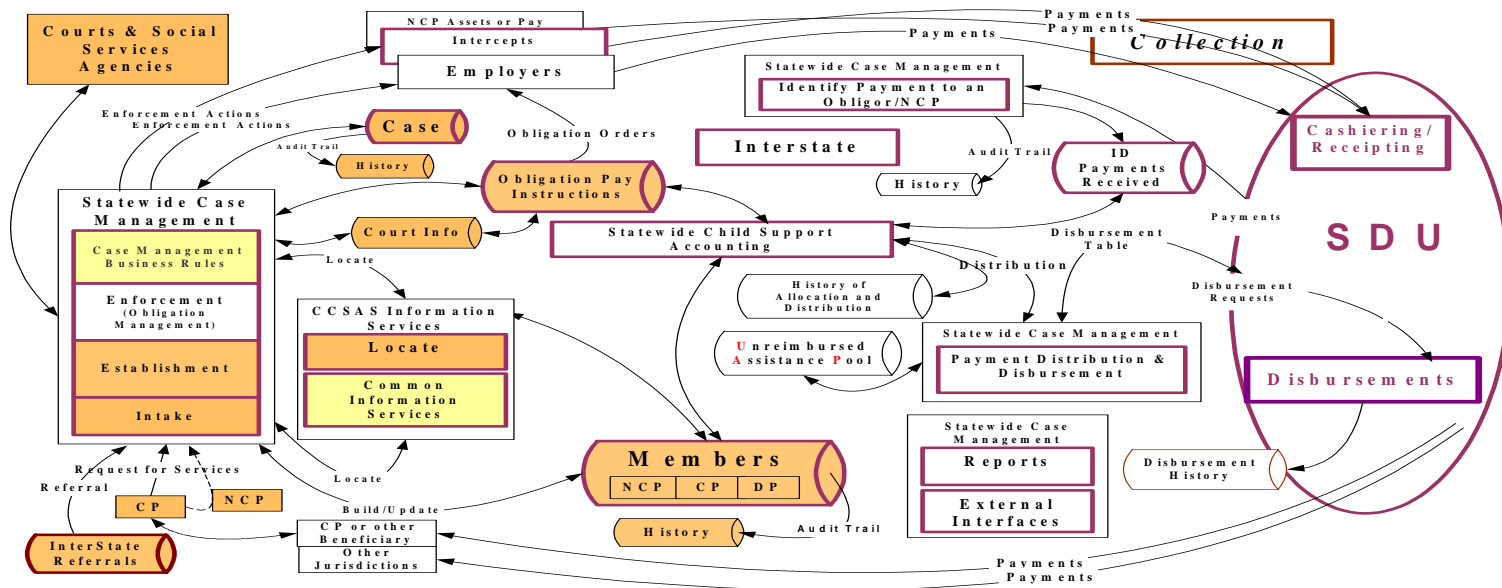 Courts & Social
Services
Agencies
NCP Assets or Pay
Intercepts
Employers
Payments
Payments
Payments
Collection
Statewide Case Management
Identify Payment to an
Obligor/NCP
Cashiering/
Receipting
Enforcement Actions
Enforcement Actions
Case
Audit Trail
History
Obligation Orders
Interstate
Audit Trail
History
ID
Payments
Received
Obligation Pay
Instructions
Statewide Case
Management
Case Management
Business Rules
Enforcement
(Obligation
Management)
Establishment
Intake
Court Info
Locate
Statewide Child Support
Accounting
Disbursement
Table
Payments
SDU
Distribution
History of
Allocation and
Distribution
Disbursement
Requests
CCSAS Information
Services
Locate
Common
Information
Services
Unreimbursed
Assistance Pool
Statewide Case Management
Payment Distribution &
Disbursement
Disbursements
Statewide Case
Management
Reports
External
Interfaces
Disbursement
History
Members
NCP CP DP
History
Audit Trail
Request for Services
Referral
CP
NCP
Locate
Build/Update
CP or other
Beneficiary
Other
Jurisdictions
InterState
Referrals
Payments
Payments